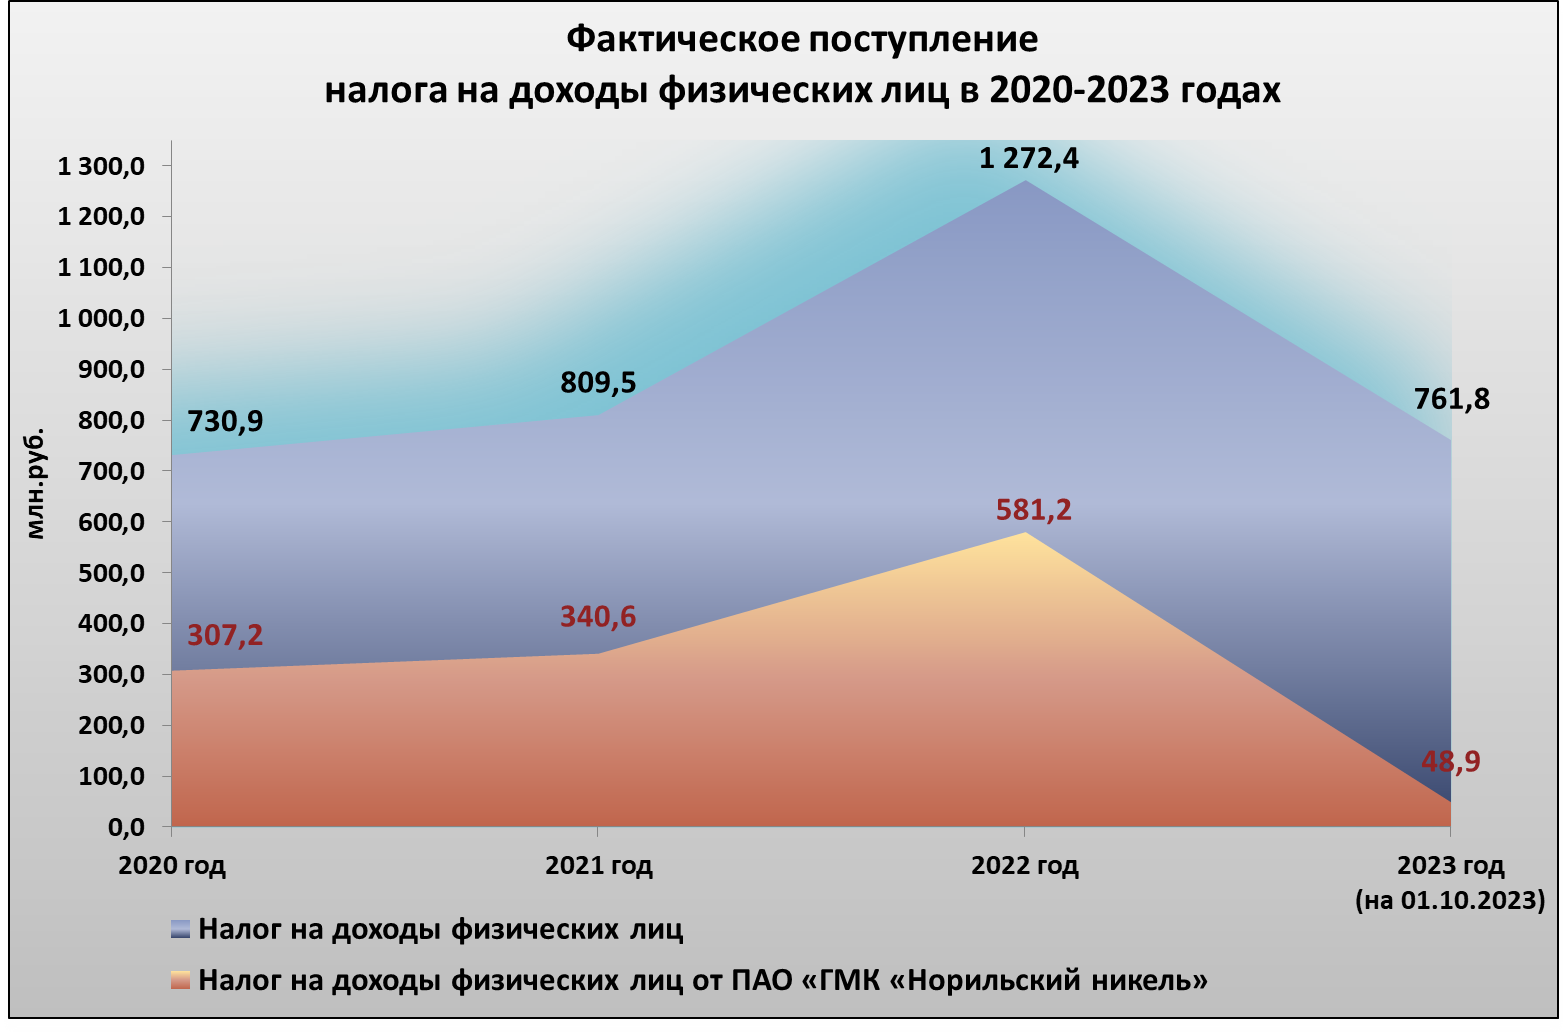 Фактическое поступление
налога на доходы физических лиц в 2020-2023 годах
млн.руб.
1 300,0
1 200,0
1 100,0
1 000,0
900,0
800,0
700,0
600,0
500,0
400,0
300,0
200,0
100,0
0,0
730,9
809,5
1 272,4
761,8
307,2
340,6
581,2
48,9
2020 год
2021 год
2022 год
2023 год
(на 01.10.2023)
Налог на доходы физических лиц
Налог на доходы физических лиц от ПАО «ГМК «Норильский никель»